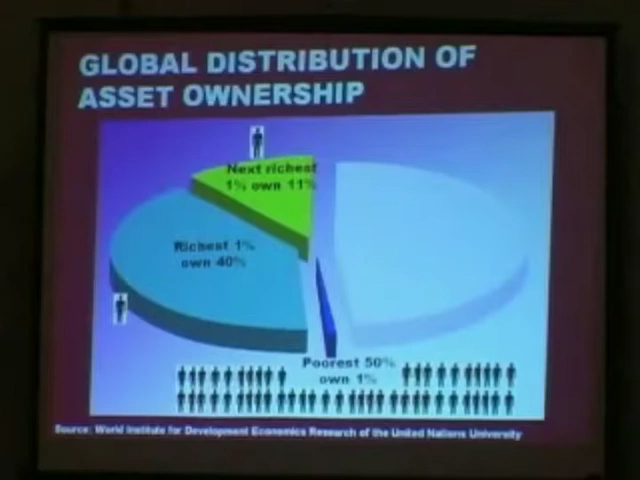 GLOBAL DISTRIBUTION OF
ASSET OWNERSHIP
Next richest
1% own 11%
Richest 1%
own 40%
Poorest 50%
own 1%
Source: World Institute for Development Economics Research of the United Nations University